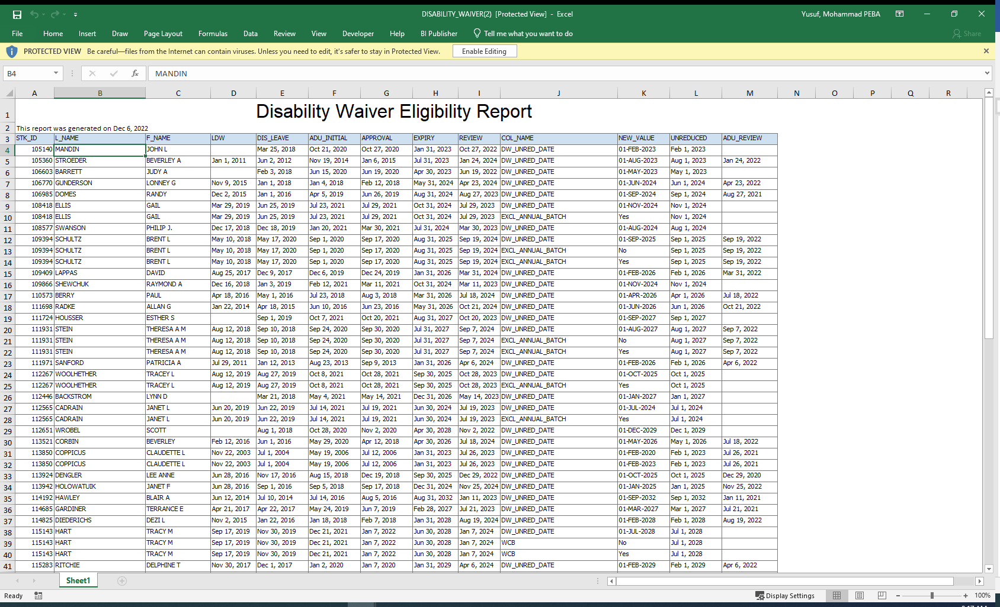 DISABILITY_WAIVER(2) [Protected View] - Excel
Yusuf, Mohammad PEBA
File Home Insert Draw Page Layout Formulas Data Review View Developer Help BI Publisher Tell me what you want to do Share
PROTECTED VIEW Be careful—files from the Internet can contain viruses. Unless you need to edit, it's safer to stay in Protected View. Enable Editing
B4 fx MANDIN
A B C D E F G H I J K L M N O P Q R
1 Disability Waiver Eligibility Report
2 This report was generated on Dec 6, 2022
3 STK_ID L_NAME F_NAME LDW DIS_LEAVE ADU_INITIAL APPROVAL EXPIRY REVIEW COL_NAME NEW_VALUE UNREDUCED ADU_REVIEW
4 105140 MANDIN JOHN L Mar 25, 2018 Oct 21, 2020 Oct 27, 2020 Jan 31, 2023 Oct 27, 2022 DW_UNRED_DATE 01-FEB-2023 Feb 1, 2023
5 105360 STROEDER BEVERLEY A Jan 1, 2011 Jun 2, 2012 Nov 19, 2014 Jan 6, 2015 Jul 31, 2023 Jan 24, 2024 DW_UNRED_DATE 01-AUG-2023 Aug 1, 2023 Jan 24, 2022
6 106603 BARRETT JUDY A Feb 3, 2018 Jun 15, 2020 Jun 19, 2020 Apr 30, 2023 Jun 19, 2022 DW_UNRED_DATE 01-MAY-2023 May 1, 2023
7 106770 GUNDERSON LONNEY G Nov 9, 2015 Jan 1, 2018 Jan 4, 2018 Feb 12, 2018 May 31, 2024 Apr 23, 2024 DW_UNRED_DATE 01-JUN-2024 Jun 1, 2024 Apr 23, 2022
8 106985 DOMES RANDY Dec 2, 2015 Jan 1, 2016 Apr 5, 2019 Jun 26, 2019 Aug 31, 2024 Aug 27, 2023 DW_UNRED_DATE 01-SEP-2024 Sep 1, 2024 Aug 27, 2021
9 108418 ELLIS GAIL Mar 29, 2019 Jun 25, 2019 Jul 23, 2021 Jul 29, 2021 Oct 31, 2024 Jul 29, 2023 DW_UNRED_DATE 01-NOV-2024 Nov 1, 2024
10 108418 ELLIS GAIL Mar 29, 2019 Jun 25, 2019 Jul 23, 2021 Jul 29, 2021 Oct 31, 2024 Jul 29, 2023 EXCL_ANNUAL_BATCH Yes Nov 1, 2024
11 108577 SWANSON PHILIP J. Dec 17, 2018 Dec 18, 2019 Jan 20, 2021 Mar 30, 2021 Jul 31, 2024 Mar 30, 2023 DW_UNRED_DATE 01-AUG-2024 Aug 1, 2024
12 109394 SCHULTZ BRENT L May 10, 2018 May 17, 2020 Sep 1, 2020 Sep 17, 2020 Aug 31, 2025 Sep 19, 2024 DW_UNRED_DATE 01-SEP-2025 Sep 1, 2025 Sep 19, 2022
13 109394 SCHULTZ BRENT L May 10, 2018 May 17, 2020 Sep 1, 2020 Sep 17, 2020 Aug 31, 2025 Sep 19, 2024 EXCL_ANNUAL_BATCH No Sep 1, 2025 Sep 19, 2022
14 109394 SCHULTZ BRENT L May 10, 2018 May 17, 2020 Sep 1, 2020 Sep 17, 2020 Aug 31, 2025 Sep 19, 2024 EXCL_ANNUAL_BATCH Yes Sep 1, 2025 Sep 19, 2022
15 109409 LAPPAS DAVID Aug 25, 2017 Dec 9, 2017 Dec 6, 2019 Dec 24, 2019 Jan 31, 2026 Mar 31, 2024 DW_UNRED_DATE 01-FEB-2026 Feb 1, 2026 Mar 31, 2022
16 109866 SHEWCHUK RAYMOND A Dec 16, 2018 Jan 3, 2019 Feb 12, 2021 Mar 11, 2021 Oct 31, 2024 Mar 11, 2023 DW_UNRED_DATE 01-NOV-2024 Nov 1, 2024
17 110573 BERRY PAUL Apr 18, 2016 May 1, 2016 Jul 23, 2018 Aug 3, 2018 Mar 31, 2026 Jul 18, 2024 DW_UNRED_DATE 01-APR-2026 Apr 1, 2026 Jul 18, 2022
18 111698 RADKE ALLAN G Jan 22, 2014 Apr 18, 2015 Jun 10, 2016 Jun 23, 2016 May 31, 2026 Oct 21, 2024 DW_UNRED_DATE 01-JUN-2026 Jun 1, 2026 Oct 21, 2022
19 111724 HOUSSER ESTHER S Sep 1, 2019 Oct 7, 2021 Oct 20, 2021 Aug 31, 2027 Oct 20, 2023 DW_UNRED_DATE 01-SEP-2027 Sep 1, 2027
20 111931 STEIN THERESA A M Aug 12, 2018 Sep 10, 2018 Sep 24, 2020 Sep 30, 2020 Jul 31, 2027 Sep 7, 2024 DW_UNRED_DATE 01-AUG-2027 Aug 1, 2027 Sep 7, 2022
21 111931 STEIN THERESA A M Aug 12, 2018 Sep 10, 2018 Sep 24, 2020 Sep 30, 2020 Jul 31, 2027 Sep 7, 2024 EXCL_ANNUAL_BATCH No Aug 1, 2027 Sep 7, 2022
22 111931 STEIN THERESA A M Aug 12, 2018 Sep 10, 2018 Sep 24, 2020 Sep 30, 2020 Jul 31, 2027 Sep 7, 2024 EXCL_ANNUAL_BATCH Yes Aug 1, 2027 Sep 7, 2022
23 111971 SANFORD PATRICIA A Jul 29, 2011 Jan 12, 2013 Aug 23, 2013 Sep 9, 2013 Jan 31, 2026 Apr 6, 2024 DW_UNRED_DATE 01-FEB-2026 Feb 1, 2026 Apr 6, 2022
24 112267 WOOLHETHER TRACEY L Aug 12, 2019 Aug 27, 2019 Oct 8, 2021 Oct 28, 2021 Sep 30, 2025 Oct 28, 2023 DW_UNRED_DATE 01-OCT-2025 Oct 1, 2025
25 112267 WOOLHETHER TRACEY L Aug 12, 2019 Aug 27, 2019 Oct 8, 2021 Oct 28, 2021 Sep 30, 2025 Oct 28, 2023 EXCL_ANNUAL_BATCH Yes Oct 1, 2025
26 112446 BACKSTROM LYNN D Mar 21, 2018 May 4, 2021 May 14, 2021 Dec 31, 2026 May 14, 2023 DW_UNRED_DATE 01-JAN-2027 Jan 1, 2027
27 112565 CADRAIN JANET L Jun 20, 2019 Jun 22, 2019 Jul 14, 2021 Jul 19, 2021 Jun 30, 2024 Jul 19, 2023 DW_UNRED_DATE 01-JUL-2024 Jul 1, 2024
28 112565 CADRAIN JANET L Jun 20, 2019 Jun 22, 2019 Jul 14, 2021 Jul 19, 2021 Jun 30, 2024 Jul 19, 2023 EXCL_ANNUAL_BATCH Yes Jul 1, 2024
29 112651 WROBEL SCOTT Aug 1, 2018 Oct 28, 2020 Nov 2, 2020 Apr 30, 2028 Nov 2, 2022 DW_UNRED_DATE 01-DEC-2029 Dec 1, 2029
30 113521 CORBIN BEVERLEY Feb 12, 2016 Jun 1, 2016 May 29, 2020 Apr 12, 2018 Apr 30, 2026 Jul 18, 2024 DW_UNRED_DATE 01-MAY-2026 May 1, 2026 Jul 18, 2022
31 113850 COPPICUS CLAUDETTE L Nov 22, 2003 Jul 1, 2004 May 19, 2006 Jul 12, 2006 Jan 31, 2023 Jul 26, 2023 DW_UNRED_DATE 01-FEB-2020 Feb 1, 2023 Jul 26, 2021
32 113850 COPPICUS CLAUDETTE L Nov 22, 2003 Jul 1, 2004 May 19, 2006 Jul 12, 2006 Jan 31, 2023 Jul 26, 2023 DW_UNRED_DATE 01-FEB-2023 Feb 1, 2023 Jul 26, 2021
33 113924 DENGLER LEE ANNE Jun 28, 2016 Nov 17, 2016 Aug 15, 2018 Dec 19, 2018 Sep 30, 2025 Dec 29, 2022 DW_UNRED_DATE 01-OCT-2025 Oct 1, 2025 Dec 29, 2020
34 113942 HOLOWATUIK JANET F Jun 28, 2016 Sep 1, 2016 Sep 5, 2018 Sep 17, 2018 Dec 31, 2024 Nov 25, 2024 DW_UNRED_DATE 01-JAN-2025 Jan 1, 2025 Nov 25, 2022
35 114192 HAWLEY BLAIR A Jun 12, 2014 Jul 10, 2014 Jul 14, 2016 Aug 5, 2016 Aug 31, 2032 Jan 11, 2023 DW_UNRED_DATE 01-SEP-2032 Sep 1, 2032 Jan 11, 2021
36 114685 GARDINER TERRANCE E Apr 21, 2017 Apr 22, 2017 May 24, 2019 Jun 7, 2019 Feb 28, 2027 Jul 21, 2023 DW_UNRED_DATE 01-MAR-2027 Mar 1, 2027 Jul 21, 2021
37 114825 DIEDERICHS DEZI L Nov 2, 2015 Jan 22, 2016 Jan 18, 2018 Feb 7, 2018 Jan 31, 2028 Aug 19, 2024 DW_UNRED_DATE 01-FEB-2028 Feb 1, 2028 Aug 19, 2022
38 115143 HART TRACY M Sep 17, 2019 Nov 30, 2019 Dec 21, 2021 Jan 7, 2022 Jun 30, 2028 Jan 7, 2024 DW_UNRED_DATE 01-JUL-2028 Jul 1, 2028
39 115143 HART TRACY M Sep 17, 2019 Nov 30, 2019 Dec 21, 2021 Jan 7, 2022 Jun 30, 2028 Jan 7, 2024 WCB No Jul 1, 2028
40 115143 HART TRACY M Sep 17, 2019 Nov 30, 2019 Dec 21, 2021 Jan 7, 2022 Jun 30, 2028 Jan 7, 2024 WCB Yes Jul 1, 2028
41 115283 RITCHIE DELPHINE T Nov 30, 2017 Dec 1, 2017 Jan 2, 2020 Jan 7, 2020 Jan 31, 2029 Apr 6, 2024 DW_UNRED_DATE 01-FEB-2029 Feb 1, 2029 Apr 6, 2022
Sheet1
Ready Display Settings 100%